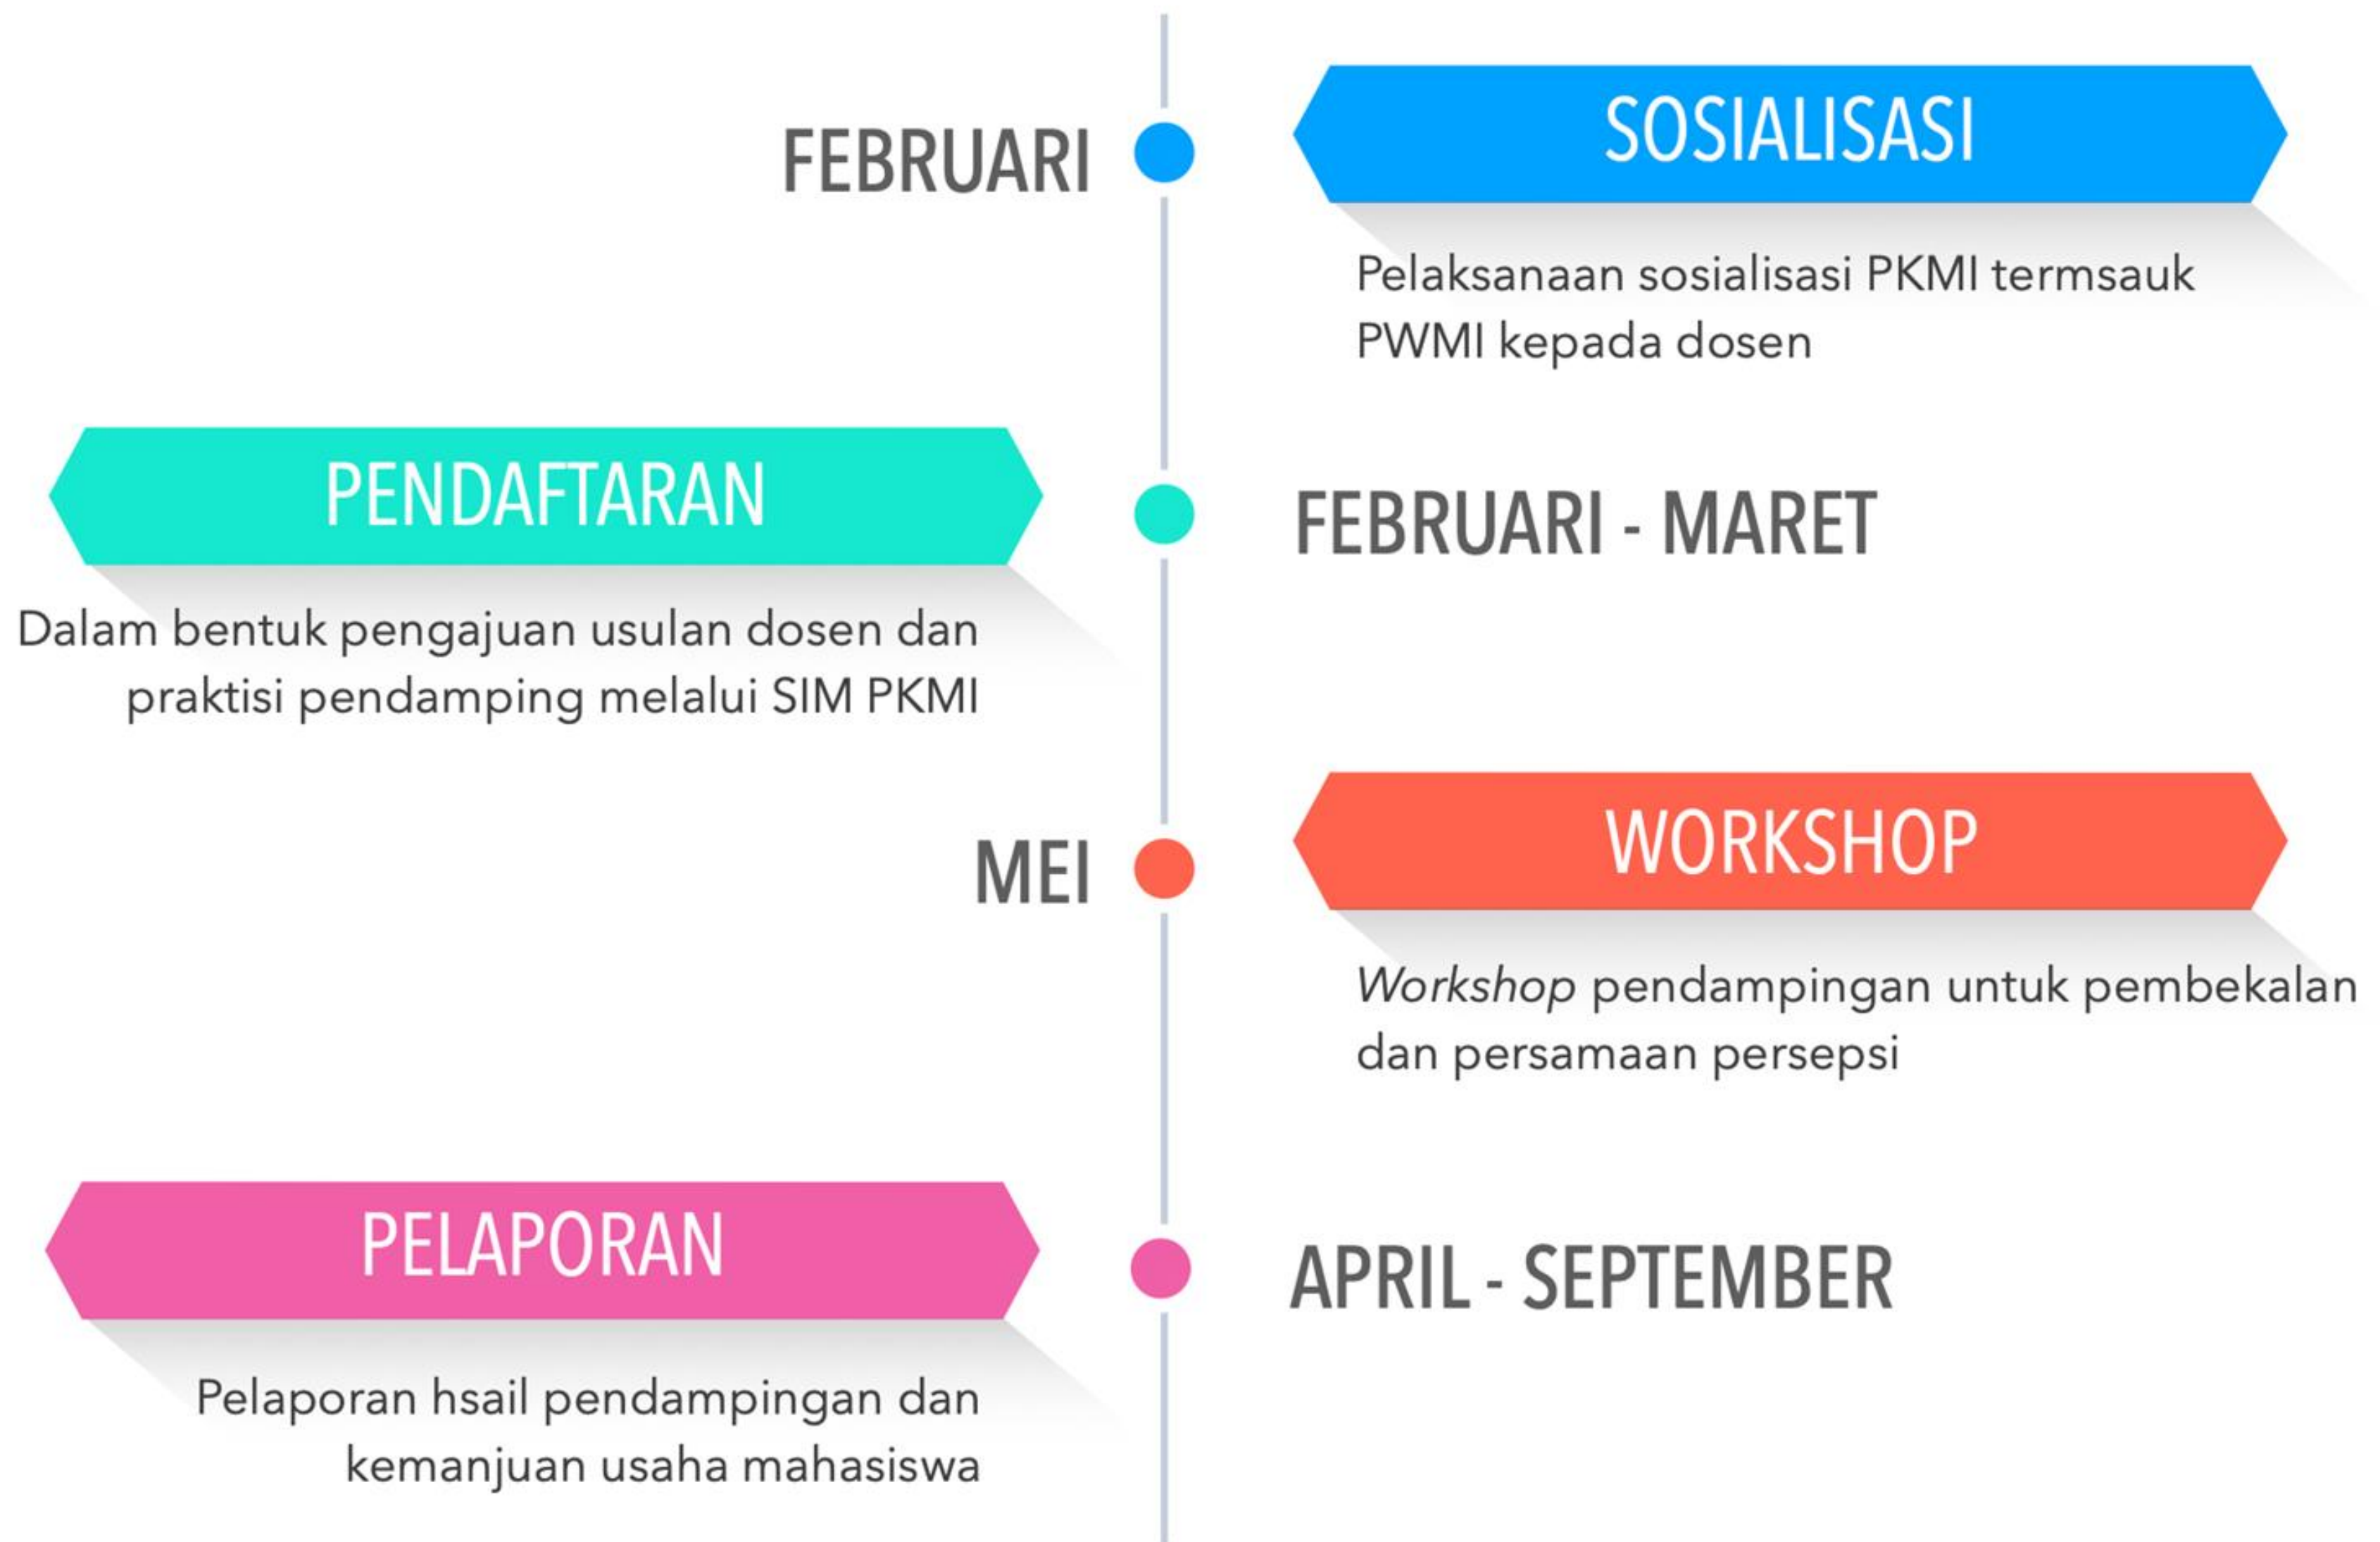 FEBRUARI
SOSIALISASI
Pelaksanaan sosialisasi PKMI termsauk
PWMI kepada dosen
PENDAFTARAN
FEBRUARI - MARET
Dalam bentuk pengajuan usulan dosen dan
praktisi pendamping melalui SIM PKMI
MEI
WORKSHOP
Workshop pendampingan untuk pembekalan
dan persamaan persepsi
PELAPORAN
APRIL - SEPTEMBER
Pelaporan hsail pendampingan dan
kemanjuan usaha mahasiswa